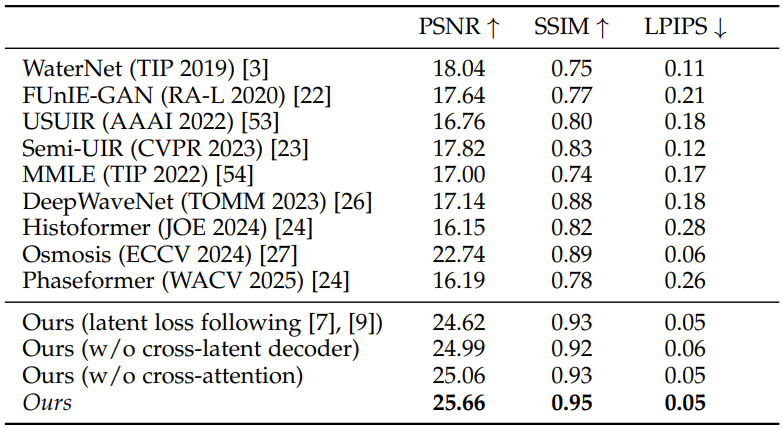 PSNR ↑ SSIM ↑ LPIPS ↓
WaterNet (TIP 2019) [3] 18.04 0.75 0.11
FUnIE-GAN (RA-L 2020) [22] 17.64 0.77 0.21
USUIR (AAAI 2022) [53] 16.76 0.80 0.18
Semi-UIR (CVPR 2023) [23] 17.82 0.83 0.12
MMLE (TIP 2022) [54] 17.00 0.74 0.17
DeepWaveNet (TOMM 2023) [26] 17.14 0.88 0.18
Histoformer (JOE 2024) [24] 16.15 0.82 0.28
Osmosis (ECCV 2024) [27] 22.74 0.89 0.06
Phaseformer (WACV 2025) [24] 16.19 0.78 0.26
Ours (latent loss following [7], [9]) 24.62 0.93 0.05
Ours (w/o cross-latent decoder) 24.99 0.92 0.06
Ours (w/o cross-attention) 25.06 0.93 0.05
Ours 25.66 0.95 0.05